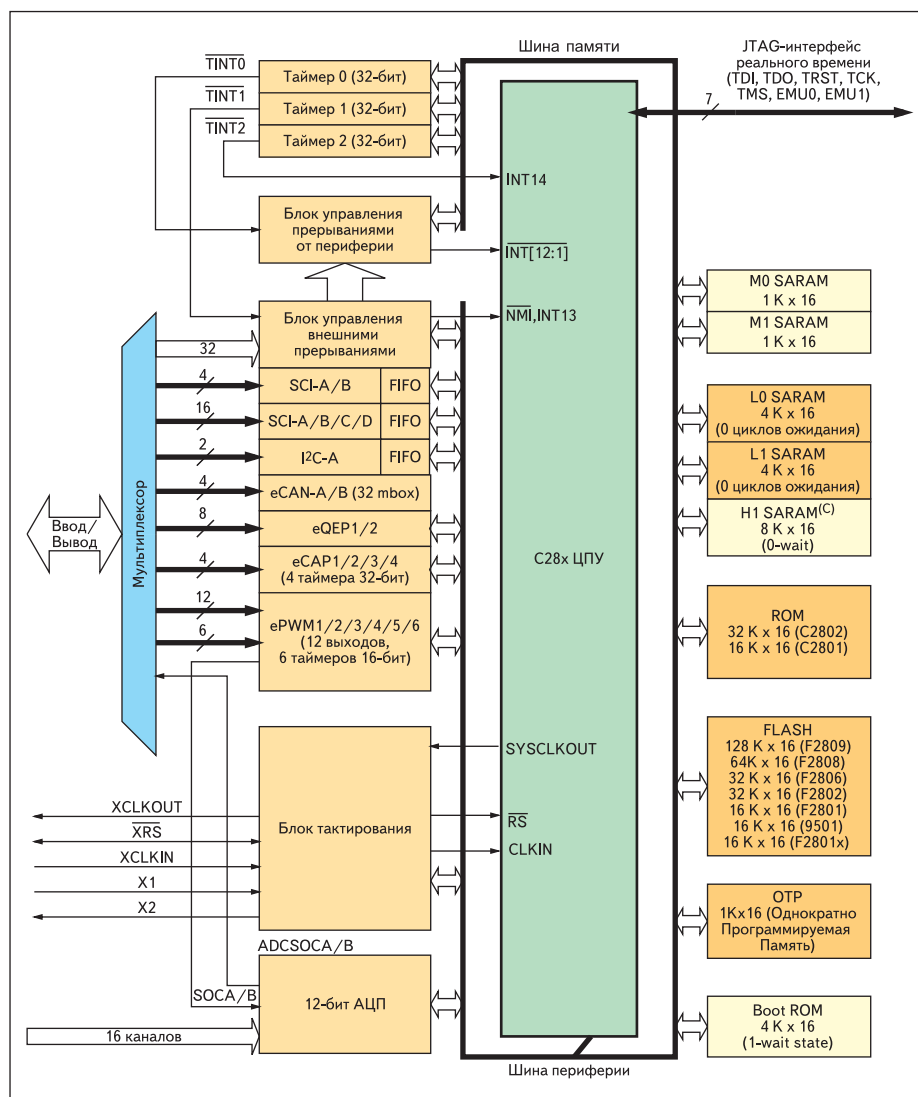 Шина памяти
JTAG-интерфейс
реального времени
(TDI, TDO, TRST, TCK,
TMS, EMU0, EMU1)
7
TINT0
Таймер 0 (32-бит)
TINT1
Таймер 1 (32-бит)
TINT2
Таймер 2 (32-бит)
INT14
Блок управления
прерываниями
от периферии
INT[12:1]
Блок управления
внешними
прерываниями
NMI,INT13
32
4
SCI-A/B
FIFO
16
SCI-A/B/C/D
FIFO
2
I²C-A
FIFO
4
eCAN-A/B (32 mbox)
8
eQEP1/2
4
eCAP1/2/3/4
(4 таймера 32-бит)
12
6
ePWM1/2/3/4/5/6
(12 выходов,
6 таймеров 16-бит)
Ввод/
Вывод
Мультиплексор
C28x ЦПУ
M0 SARAM
1 K x 16
M1 SARAM
1 K x 16
L0 SARAM
4 K x 16
(0 циклов ожидания)
L1 SARAM
4 K x 16
(0 циклов ожидания)
H1 SARAM(C)
8 K x 16
(0-wait)
ROM
32 K x 16 (C2802)
16 K x 16 (C2801)
FLASH
128 K x 16 (F2809)
64K x 16 (F2808)
32 K x 16 (F2806)
32 K x 16 (F2802)
16 K x 16 (F2801)
16 K x 16 (9501)
16 K x 16 (F2801x)
OTP
1Kx16 (Однократно
Программируемая
Память)
Boot ROM
4 K x 16
(1-wait state)
SYSCLKOUT
XCLKOUT
XRS
XCLKIN
X1
X2
Блок тактирования
RS
CLKIN
ADCSOCA/B
SOCA/B
12-бит АЦП
16 каналов
Шина периферии